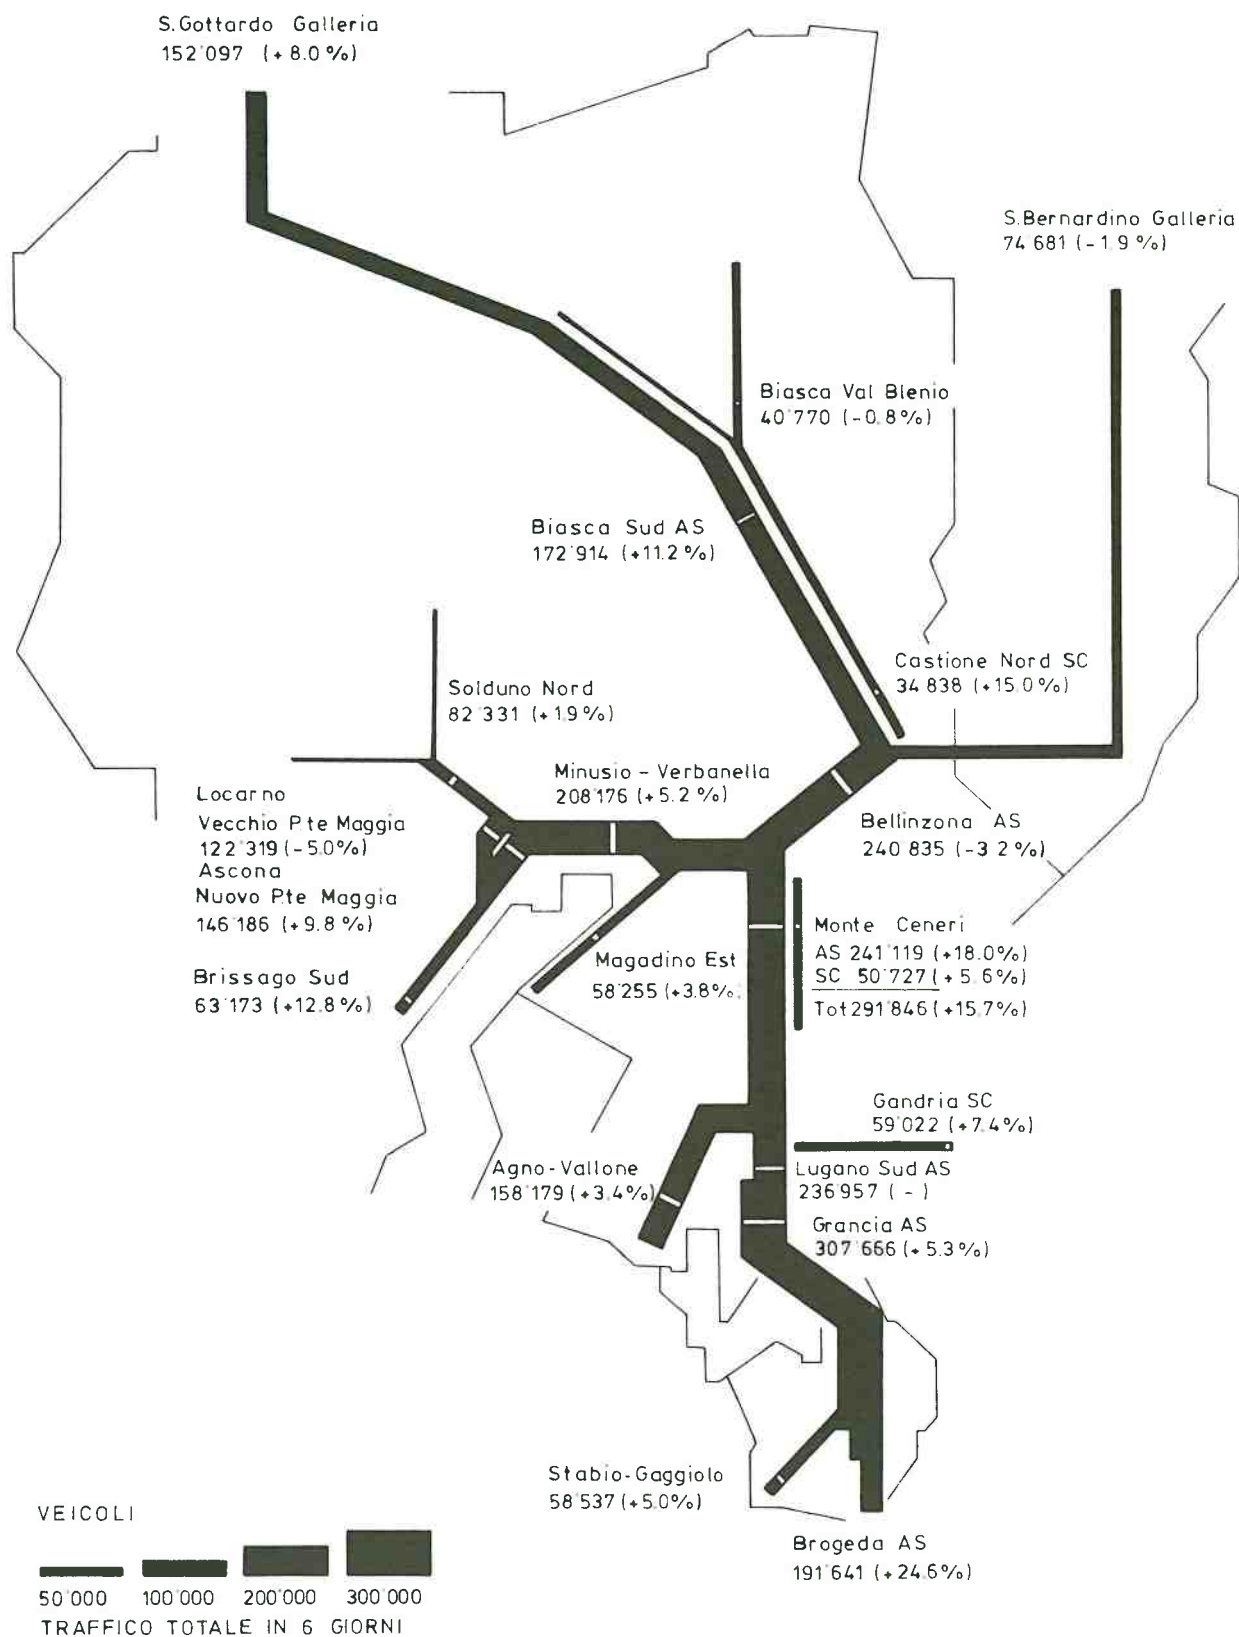 S.Gottardo Galleria
152'097 (+8.0%)
S.Bernardino Galleria
74'681 (-1.9%)
Biasca Val Blenio
40'770 (-0.8%)
Biasca Sud AS
172'914 (+11.2%)
Castione Nord SC
34'838 (+15.0%)
Solduno Nord
82'331 (+1.9%)
Minusio - Verbanella
208'176 (+5.2%)
Locarno
Vecchio P.te Maggia
122'319 (-5.0%)
Ascona
Nuovo P.te Maggia
146'186 (+9.8%)
Bellinzona AS
240'835 (-3.2%)
Monte Ceneri
AS 241'119 (+18.0%)
SC 50'727 (+5.6%)
Tot 291'846 (+15.7%)
Magadino Est
58'255 (+3.8%)
Brissago Sud
63'173 (+12.8%)
Gandria SC
59'022 (+7.4%)
Agno-Vallone
158'179 (+3.4%)
Lugano Sud AS
236'957 ( - )
Grancia AS
307'666 (+5.3%)
Stabio-Gaggiolo
58'537 (+5.0%)
Brogeda AS
191'641 (+24.6%)
VEICOLI
50'000 100'000 200'000 300'000
TRAFFICO TOTALE IN 6 GIORNI